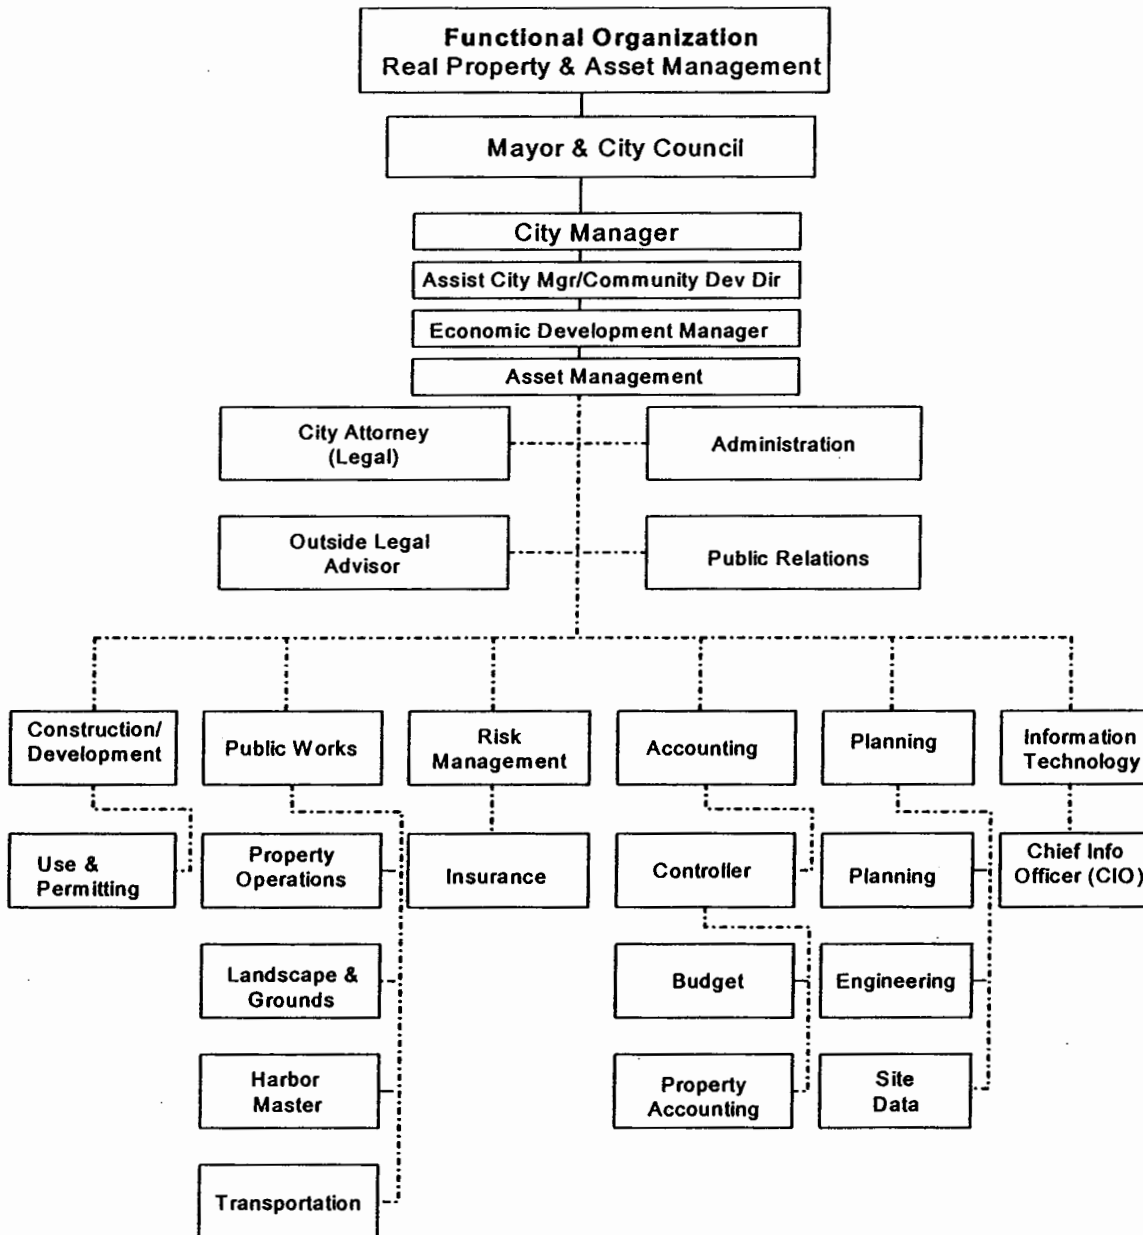 Functional Organization
Real Property & Asset Management
Mayor & City Council
City Manager
Assist City Mgr/Community Dev Dir
Economic Development Manager
Asset Management
City Attorney
(Legal)
Administration
Outside Legal
Advisor
Public Relations
Construction/
Development
Public Works
Risk
Management
Accounting
Planning
Information
Technology
Use &
Permitting
Property
Operations
Insurance
Controller
Planning
Chief Info
Officer (CIO)
Landscape &
Grounds
Budget
Engineering
Harbor
Master
Property
Accounting
Site
Data
Transportation